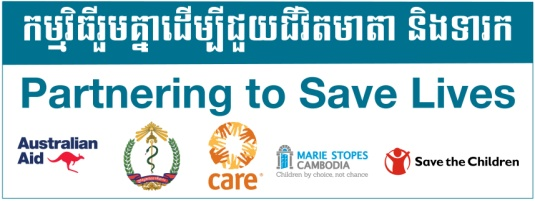 កម្មវិធីរួមគ្នាដើម្បីជួយជីវិតមាតា និងទារក
Partnering to Save Lives
Australian
Aid
care®
MARIE STOPES
CAMBODIA
Children by choice, not chance
Save the Children